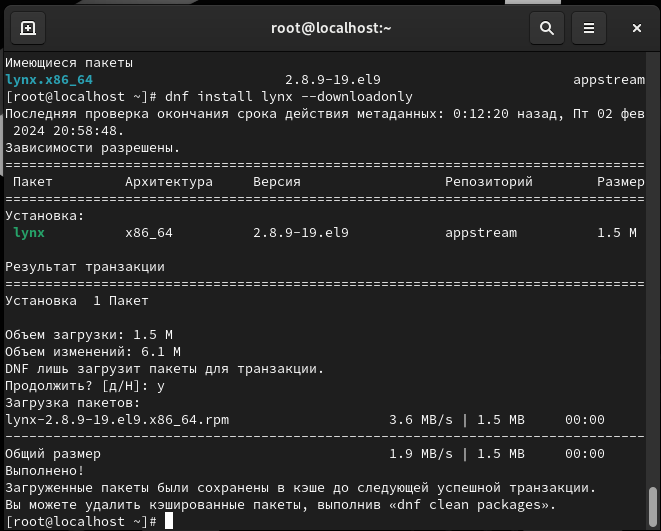 root@localhost:~
Имеющиеся пакеты
lynx.x86_64 2.8.9-19.el9 appstream
[root@localhost ~]# dnf install lynx --downloadonly
Последняя проверка окончания срока действия метаданных: 0:12:20 назад, Пт 02 фев
2024 20:58:48.
Зависимости разрешены.
================================================================================
Пакет Архитектура Версия Репозиторий Размер
================================================================================
Установка:
lynx x86_64 2.8.9-19.el9 appstream 1.5 M
Результат транзакции
================================================================================
Установка 1 Пакет
Объем загрузки: 1.5 M
Объем изменений: 6.1 M
DNF лишь загрузит пакеты для транзакции.
Продолжить? [д/Н]: y
Загрузка пакетов:
lynx-2.8.9-19.el9.x86_64.rpm 3.6 MB/s | 1.5 MB 00:00
--------------------------------------------------------------------------------
Общий размер 1.9 MB/s | 1.5 MB 00:00
Выполнено!
Загруженные пакеты были сохранены в кэше до следующей успешной транзакции.
Вы можете удалить кэшированные пакеты, выполнив «dnf clean packages».
[root@localhost ~]#